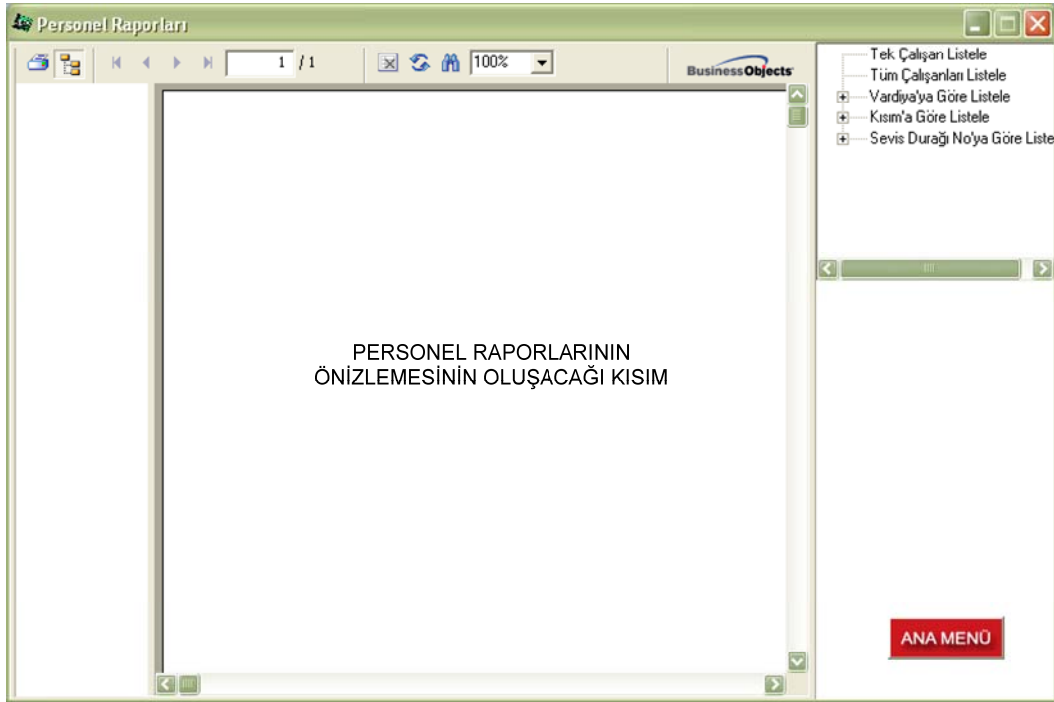 Personel Raporları
1 / 1
100%
BusinessObjects
Tek Çalışan Listele
Tüm Çalışanları Listele
Vardiya'ya Göre Listele
Kısım'a Göre Listele
Sevis Durağı No'ya Göre Liste
PERSONEL RAPORLARININ
ÖNİZLEMESİNİN OLUŞACAĞI KISIM
ANA MENÜ